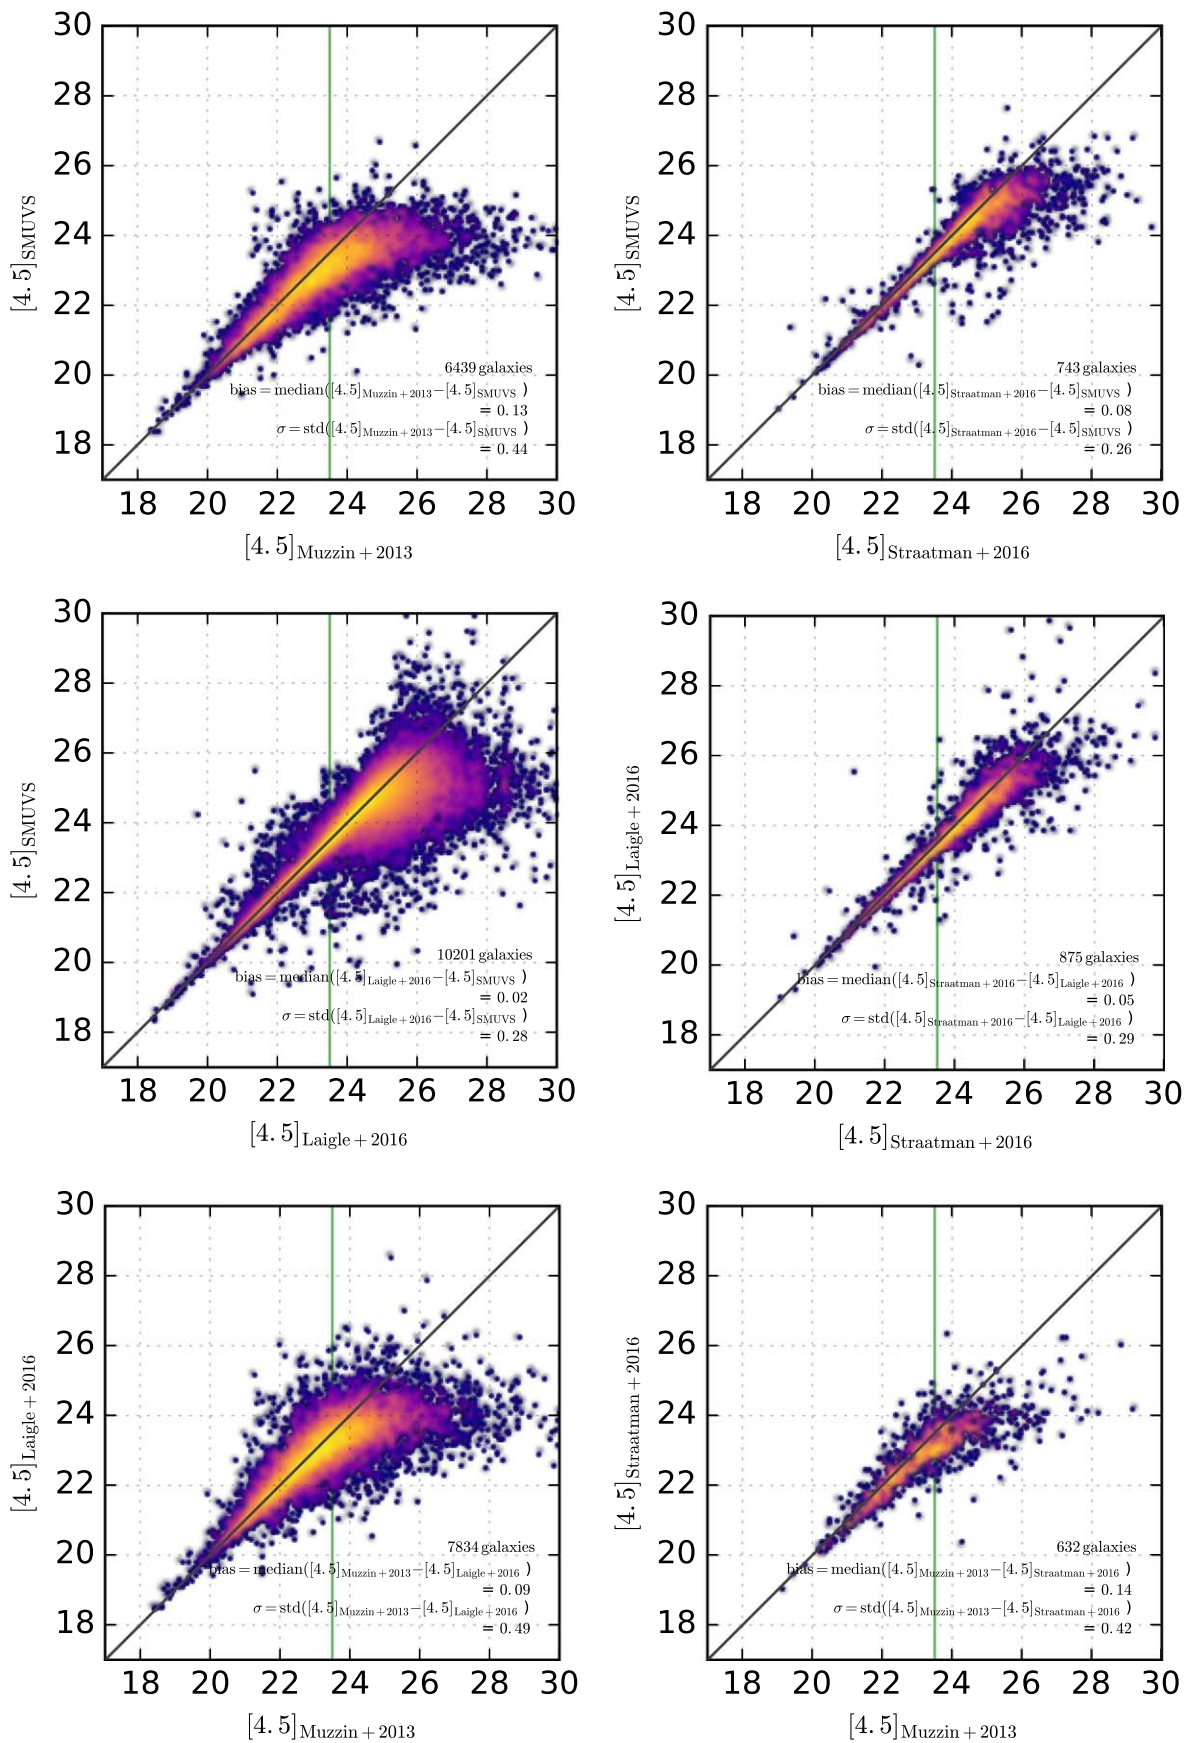 30
28
26
24
22
20
18
[4.5]SMUVS
6439 galaxies
bias = median([4.5]Muzzin+2013−[4.5]SMUVS )
= 0.13
σ = std([4.5]Muzzin+2013−[4.5]SMUVS )
= 0.44
18 20 22 24 26 28 30
[4.5]Muzzin+2013
30
28
26
24
22
20
18
[4.5]SMUVS
743 galaxies
bias = median([4.5]Straatman+2016−[4.5]SMUVS )
= 0.08
σ = std([4.5]Straatman+2016−[4.5]SMUVS )
= 0.26
18 20 22 24 26 28 30
[4.5]Straatman+2016
30
28
26
24
22
20
18
[4.5]SMUVS
10201 galaxies
bias = median([4.5]Laigle+2016−[4.5]SMUVS )
= 0.02
σ = std([4.5]Laigle+2016−[4.5]SMUVS )
= 0.28
18 20 22 24 26 28 30
[4.5]Laigle+2016
30
28
26
24
22
20
18
[4.5]Laigle+2016
875 galaxies
bias = median([4.5]Straatman+2016−[4.5]Laigle+2016 )
= 0.05
σ = std([4.5]Straatman+2016−[4.5]Laigle+2016 )
= 0.29
18 20 22 24 26 28 30
[4.5]Straatman+2016
30
28
26
24
22
20
18
[4.5]Laigle+2016
7834 galaxies
bias = median([4.5]Muzzin+2013−[4.5]Laigle+2016 )
= 0.09
σ = std([4.5]Muzzin+2013−[4.5]Laigle+2016 )
= 0.49
18 20 22 24 26 28 30
[4.5]Muzzin+2013
30
28
26
24
22
20
18
[4.5]Straatman+2016
632 galaxies
bias = median([4.5]Muzzin+2013−[4.5]Straatman+2016 )
= 0.14
σ = std([4.5]Muzzin+2013−[4.5]Straatman+2016 )
= 0.42
18 20 22 24 26 28 30
[4.5]Muzzin+2013